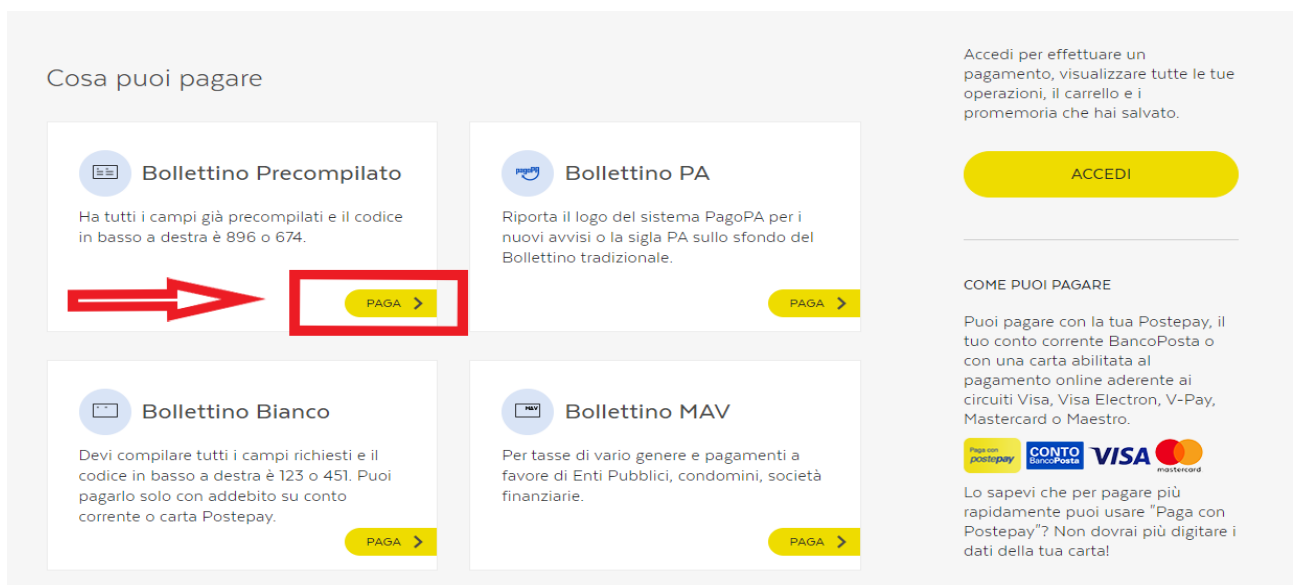 Cosa puoi pagare
Bollettino Precompilato
Ha tutti i campi già precompilati e il codice
in basso a destra è 896 o 674.
PAGA
pagoPA
Bollettino PA
Riporta il logo del sistema PagoPA per i
nuovi avvisi o la sigla PA sullo sfondo del
Bollettino tradizionale.
PAGA
Bollettino Bianco
Devi compilare tutti i campi richiesti e il
codice in basso a destra è 123 o 451. Puoi
pagarlo solo con addebito su conto
corrente o carta Postepay.
PAGA
MAV
Bollettino MAV
Per tasse di vario genere e pagamenti a
favore di Enti Pubblici, condomini, società
finanziarie.
PAGA
Accedi per effettuare un
pagamento, visualizzare tutte le tue
operazioni, il carrello e i
promemoria che hai salvato.
ACCEDI
COME PUOI PAGARE
Puoi pagare con la tua Postepay, il
tuo conto corrente BancoPosta o
con una carta abilitata al
pagamento online aderente ai
circuiti Visa, Visa Electron, V-Pay,
Mastercard o Maestro.
Paga con
postepay
CONTO
BancoPosta
VISA
mastercard
Lo sapevi che per pagare più
rapidamente puoi usare "Paga con
Postepay"? Non dovrai più digitare i
dati della tua carta!